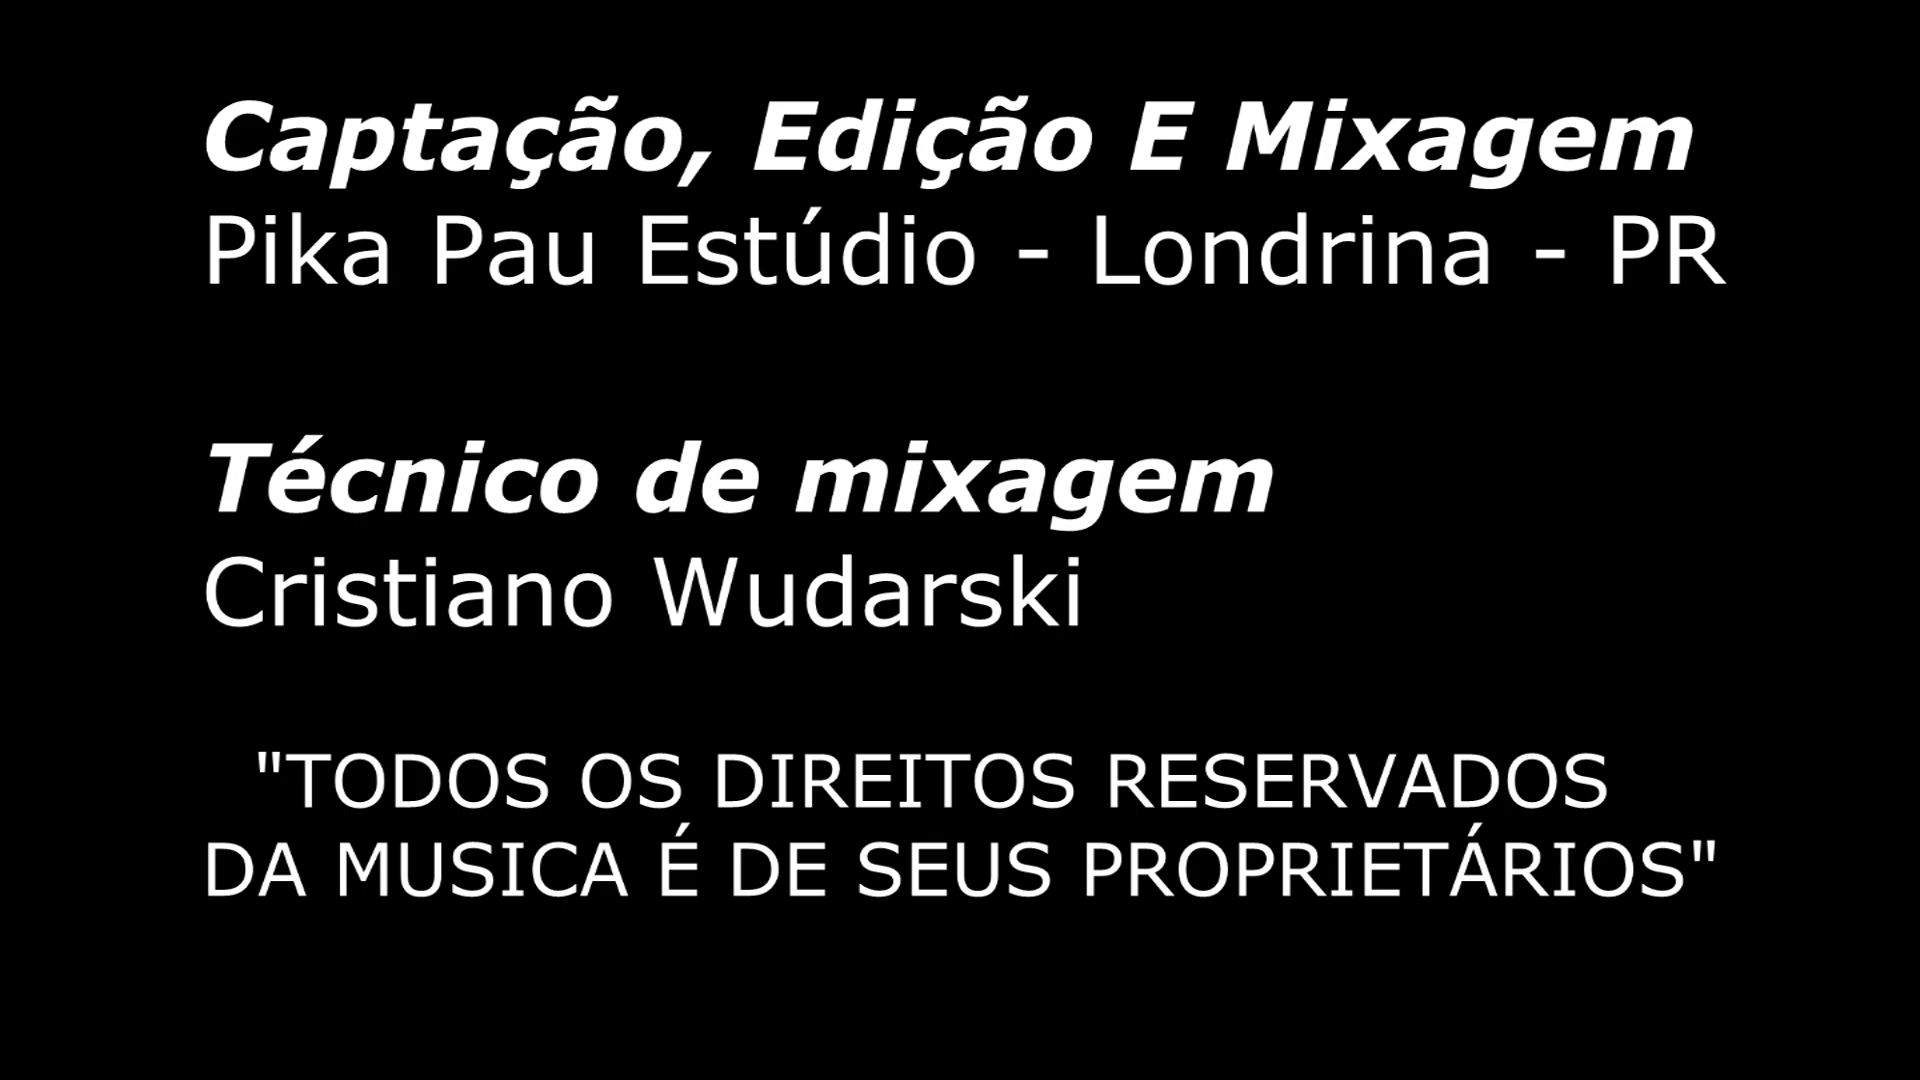 Captação, Edição E Mixagem
Pika Pau Estúdio - Londrina - PR
Técnico de mixagem
Cristiano Wudarski
"TODOS OS DIREITOS RESERVADOS
DA MUSICA É DE SEUS PROPRIETÁRIOS"